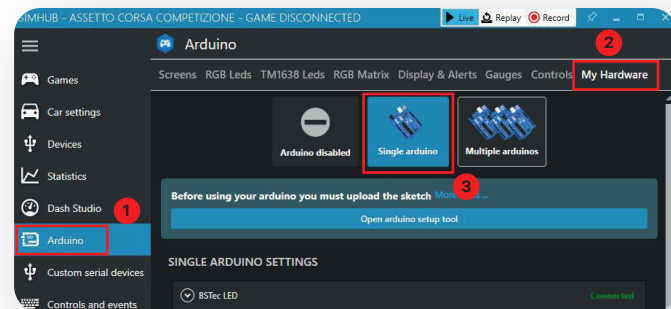 SIMHUB - ASSETTO CORSA COMPETIZIONE - GAME DISCONNECTED
Live Replay Record
Arduino
2
Games
Screens RGB Leds TM1638 Leds RGB Matrix Display & Alerts Gauges Controls My Hardware
Car settings
Devices
Arduino disabled
Single arduino
Multiple arduinos
Statistics
3
Before using your arduino you must upload the sketch
Dash Studio
1
Open arduino setup tool
Arduino
SINGLE ARDUINO SETTINGS
Custom serial devices
BSTec LED
Connected
Controls and events